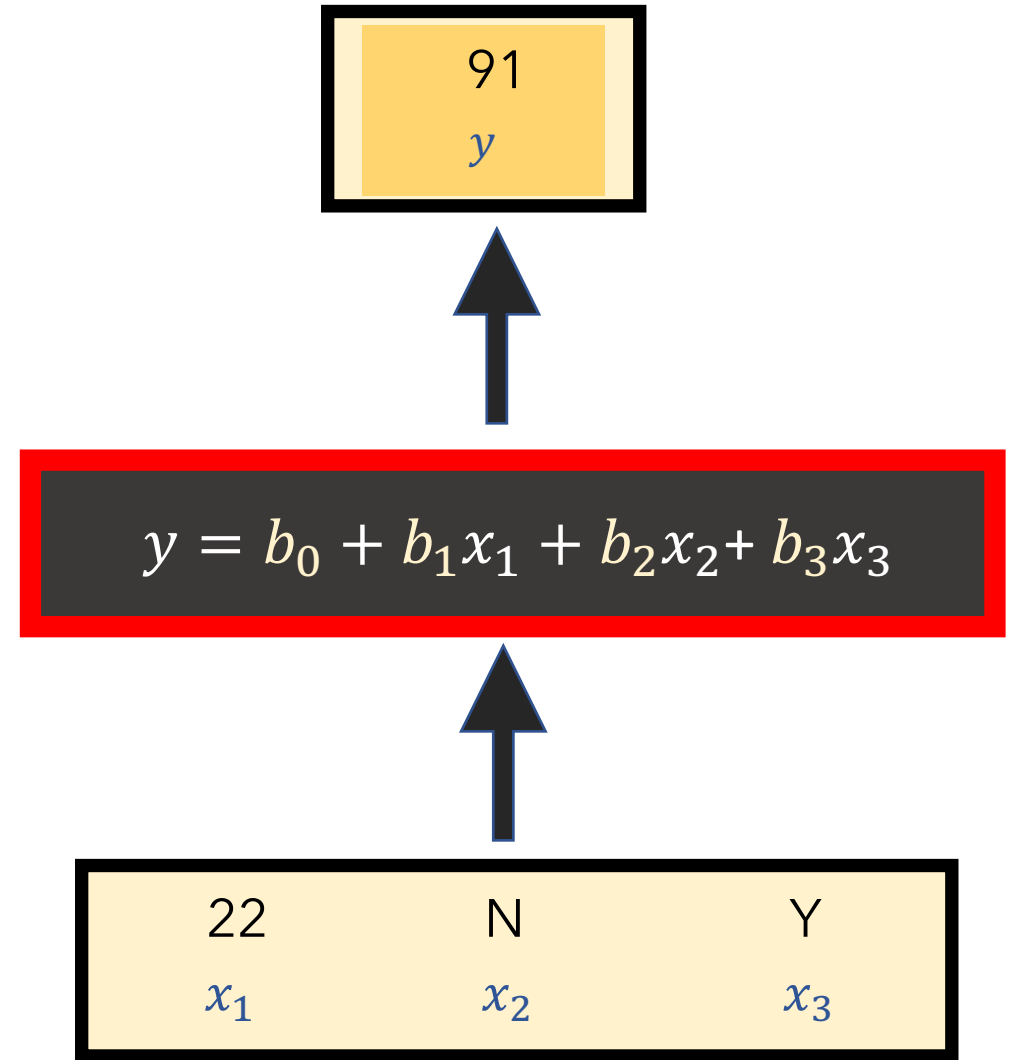 91
y
y = b₀ + b₁x₁ + b₂x₂+ b₃x₃
22 N Y
x₁ x₂ x₃